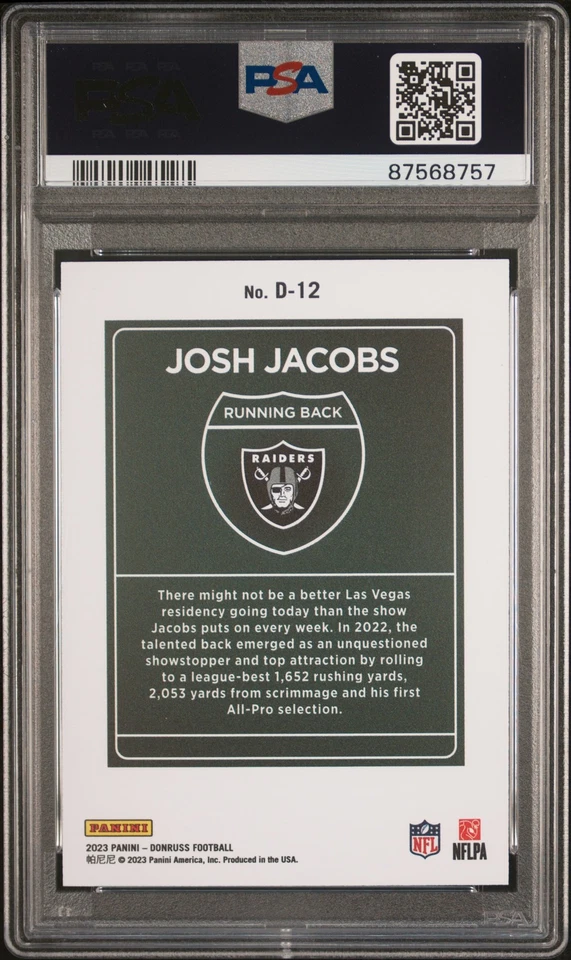 PSA
87568757
No. D-12
JOSH JACOBS
RUNNING BACK
RAIDERS
There might not be a better Las Vegas
residency going today than the show
Jacobs puts on every week. In 2022, the
talented back emerged as an unquestioned
showstopper and top attraction by rolling
to a league-best 1,652 rushing yards,
2,053 yards from scrimmage and his first
All-Pro selection.
PANINI
2023 PANINI – DONRUSS FOOTBALL
帕尼尼 © 2023 Panini America, Inc. Produced in the USA.
NFL
NFLPA
PSA